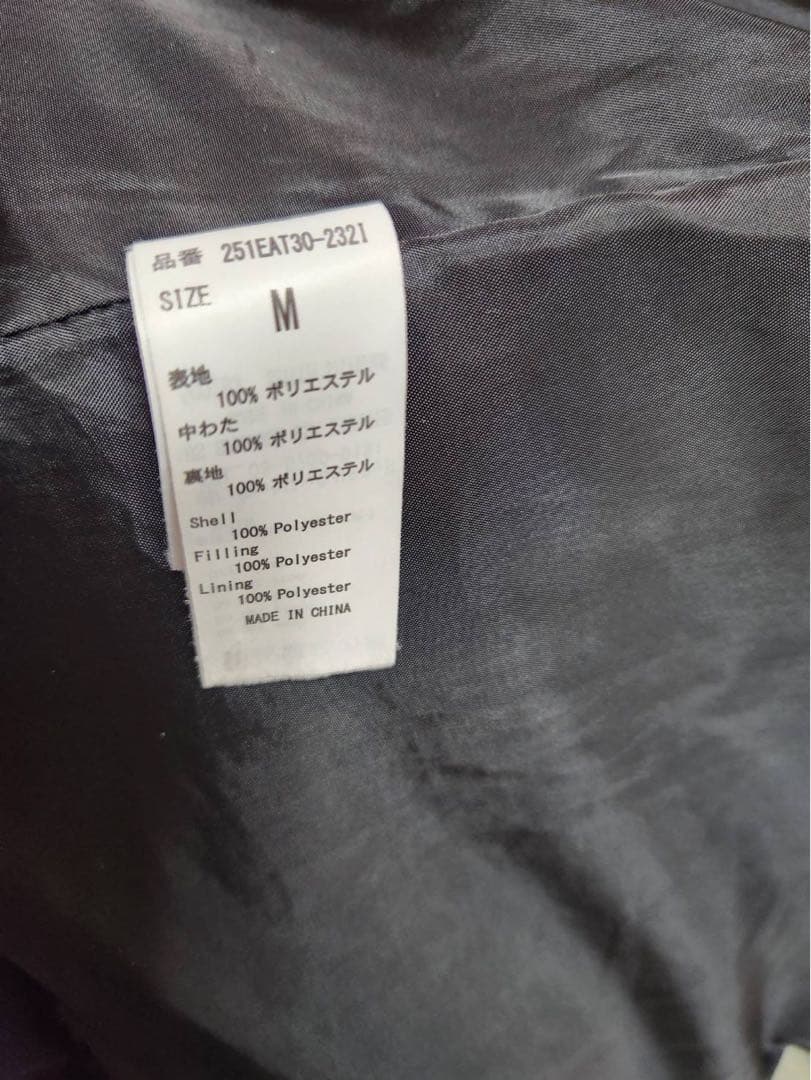 品番 251EAT30-232I
SIZE M
表地
100% ポリエステル
中わた
100% ポリエステル
裏地
100% ポリエステル
Shell
100% Polyester
Filling
100% Polyester
Lining
100% Polyester
MADE IN CHINA